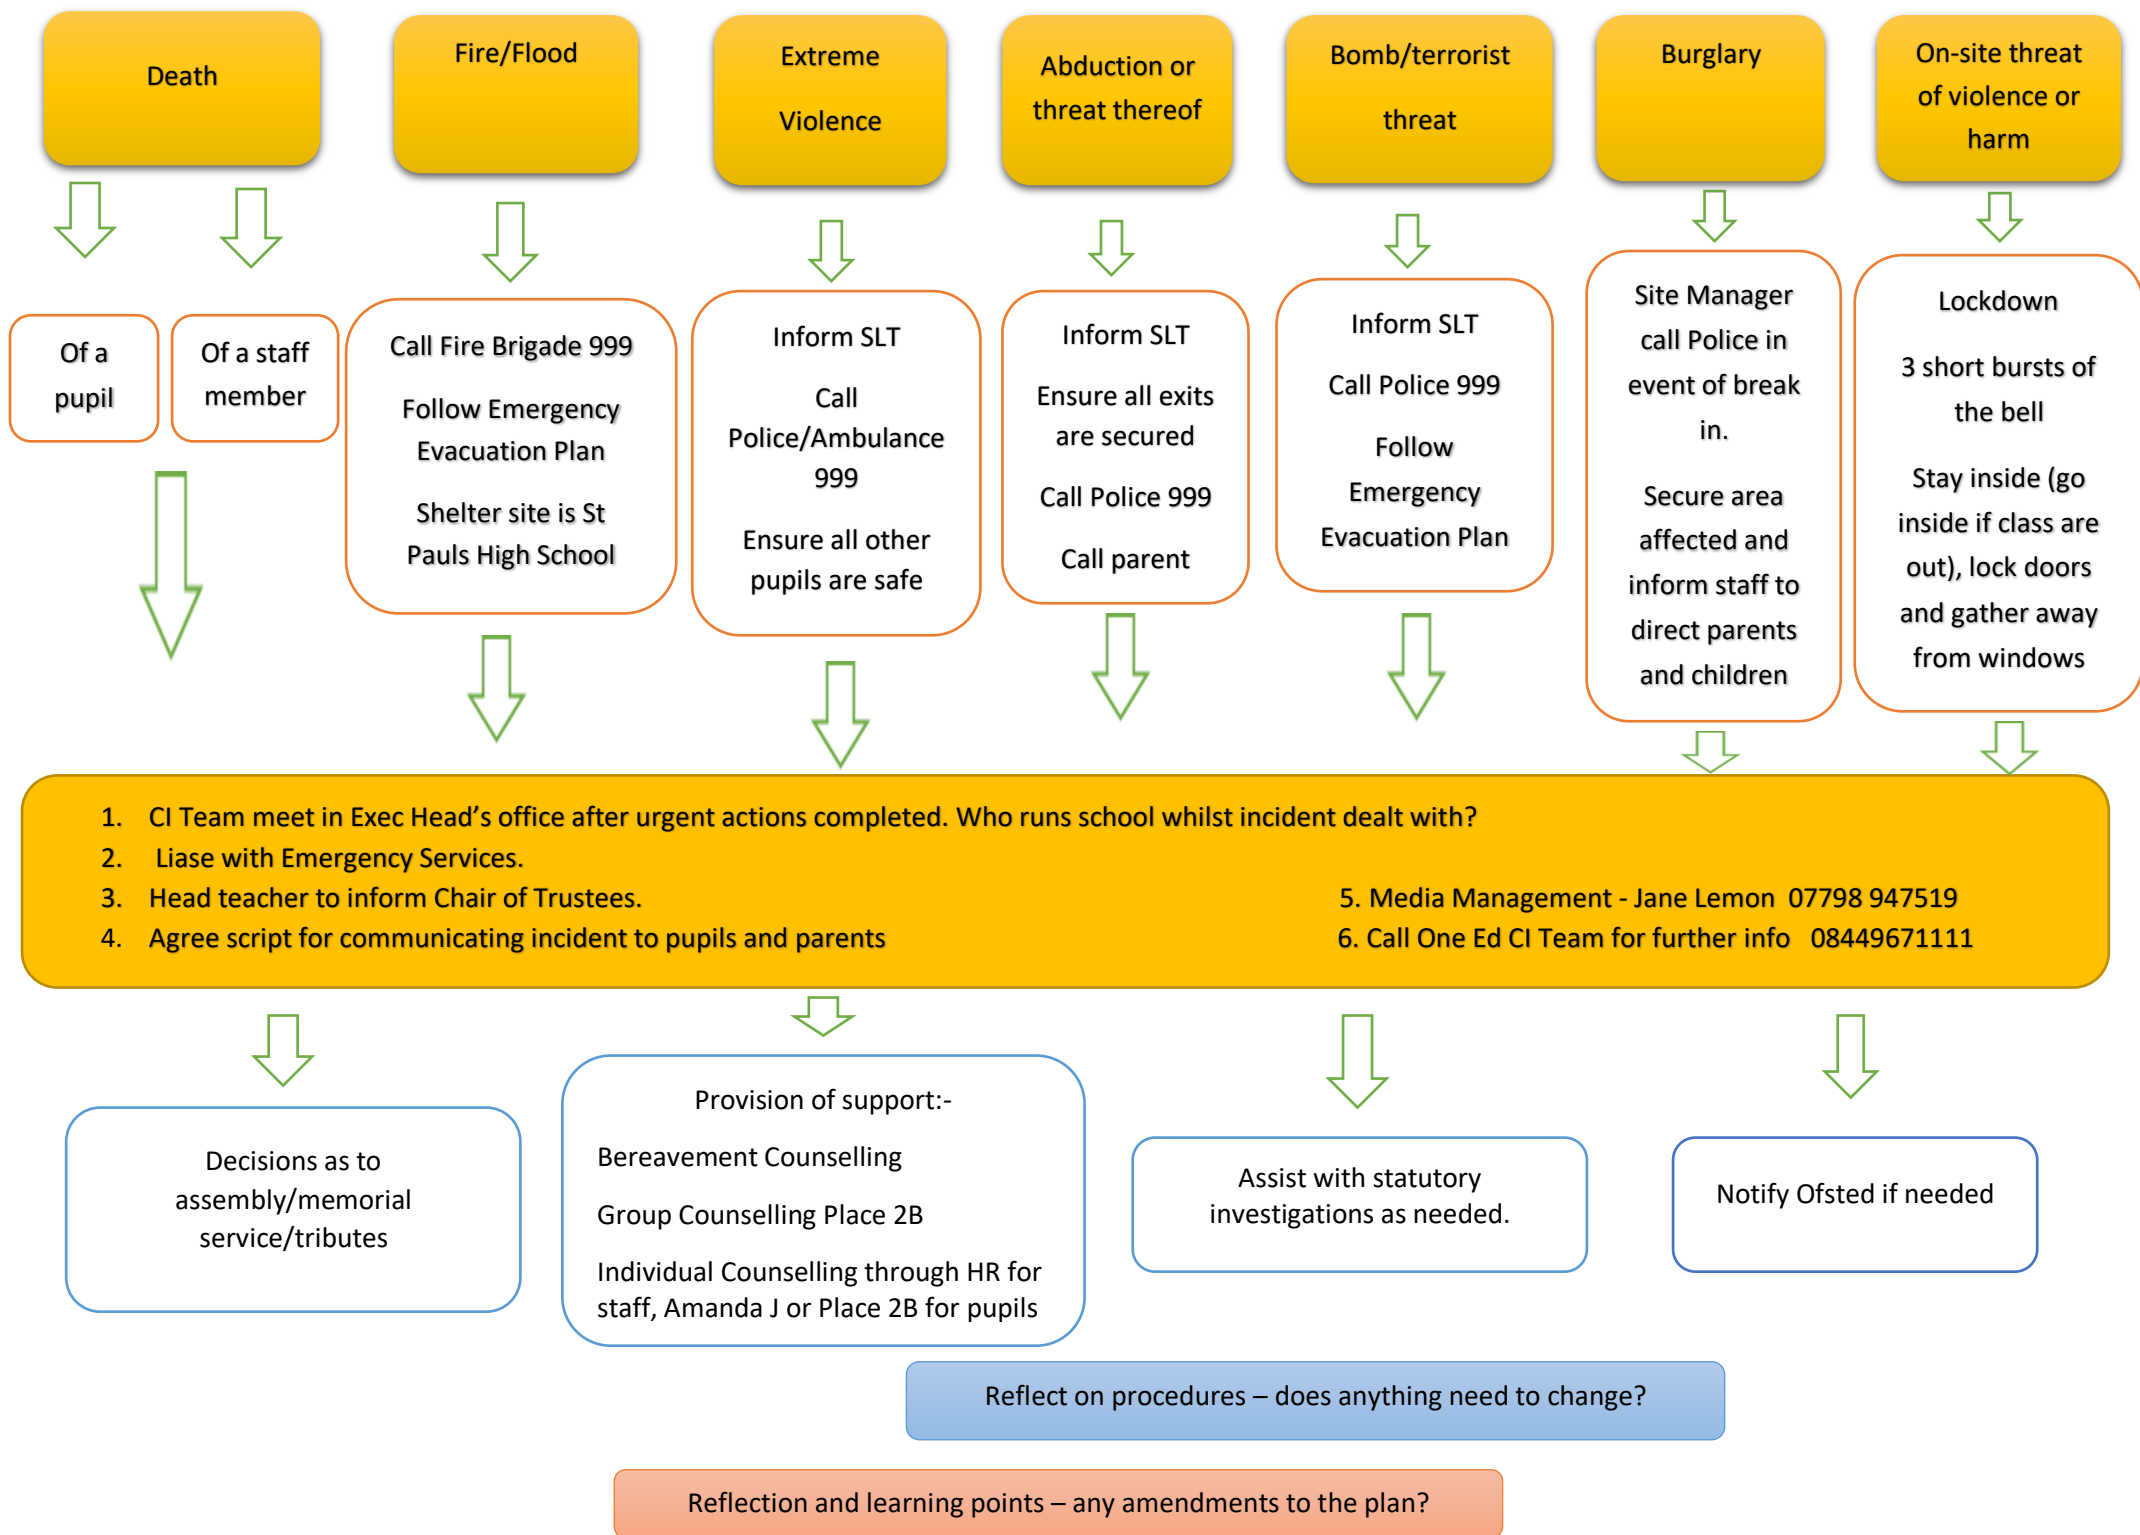 Death
Fire/Flood
Extreme
Violence
Abduction or
threat thereof
Bomb/terrorist
threat
Burglary
On-site threat
of violence or
harm
Of a
pupil
Of a staff
member
Call Fire Brigade 999
Follow Emergency
Evacuation Plan
Shelter site is St
Pauls High School
Inform SLT
Call
Police/Ambulance
999
Ensure all other
pupils are safe
Inform SLT
Ensure all exits
are secured
Call Police 999
Call parent
Inform SLT
Call Police 999
Follow
Emergency
Evacuation Plan
Site Manager
call Police in
event of break
in.
Secure area
affected and
inform staff to
direct parents
and children
Lockdown
3 short bursts of
the bell
Stay inside (go
inside if class are
out), lock doors
and gather away
from windows
1. CI Team meet in Exec Head’s office after urgent actions completed. Who runs school whilst incident dealt with?
2. Liase with Emergency Services.
3. Head teacher to inform Chair of Trustees.
4. Agree script for communicating incident to pupils and parents
5. Media Management - Jane Lemon 07798 947519
6. Call One Ed CI Team for further info 08449671111
Decisions as to
assembly/memorial
service/tributes
Provision of support:-
Bereavement Counselling
Group Counselling Place 2B
Individual Counselling through HR for
staff, Amanda J or Place 2B for pupils
Assist with statutory
investigations as needed.
Notify Ofsted if needed
Reflect on procedures – does anything need to change?
Reflection and learning points – any amendments to the plan?